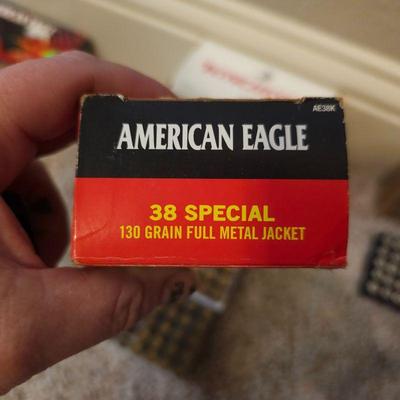 AE38K
AMERICAN EAGLE
38 SPECIAL
130 GRAIN FULL METAL JACKET